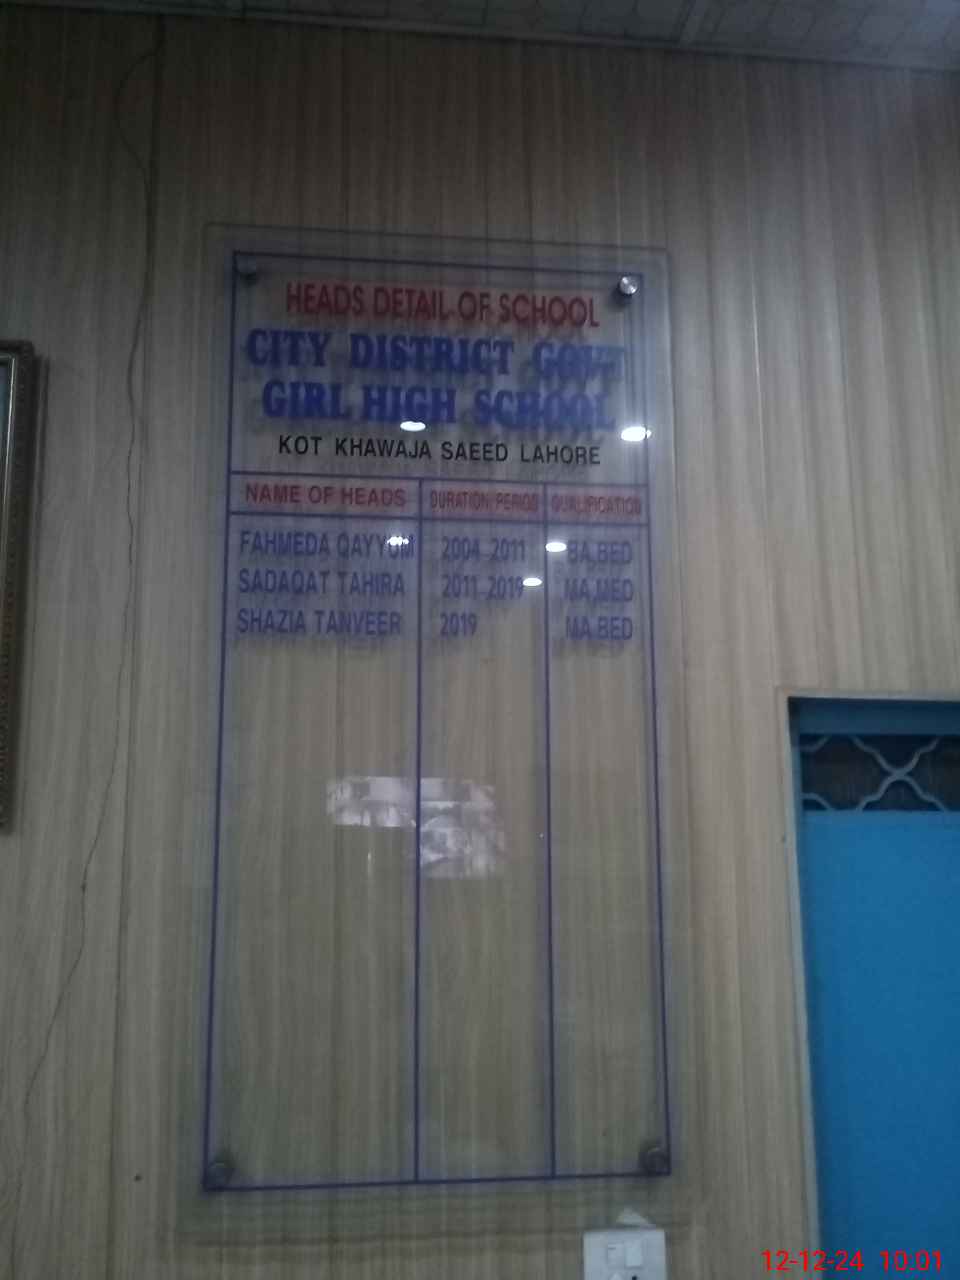 HEADS DETAIL OF SCHOOL
CITY DISTRICT GOVT
GIRL HIGH SCHOOL
KOT KHAWAJA SAEED LAHORE
NAME OF HEADS DURATION PERIOD QUALIFICATION
FAHMEDA QAYYUM 2004-2011 BA,BED
SADAQAT TAHIRA 2011-2019 MA,MED
SHAZIA TANVEER 2019 MA.BED
12-12-24 10.01